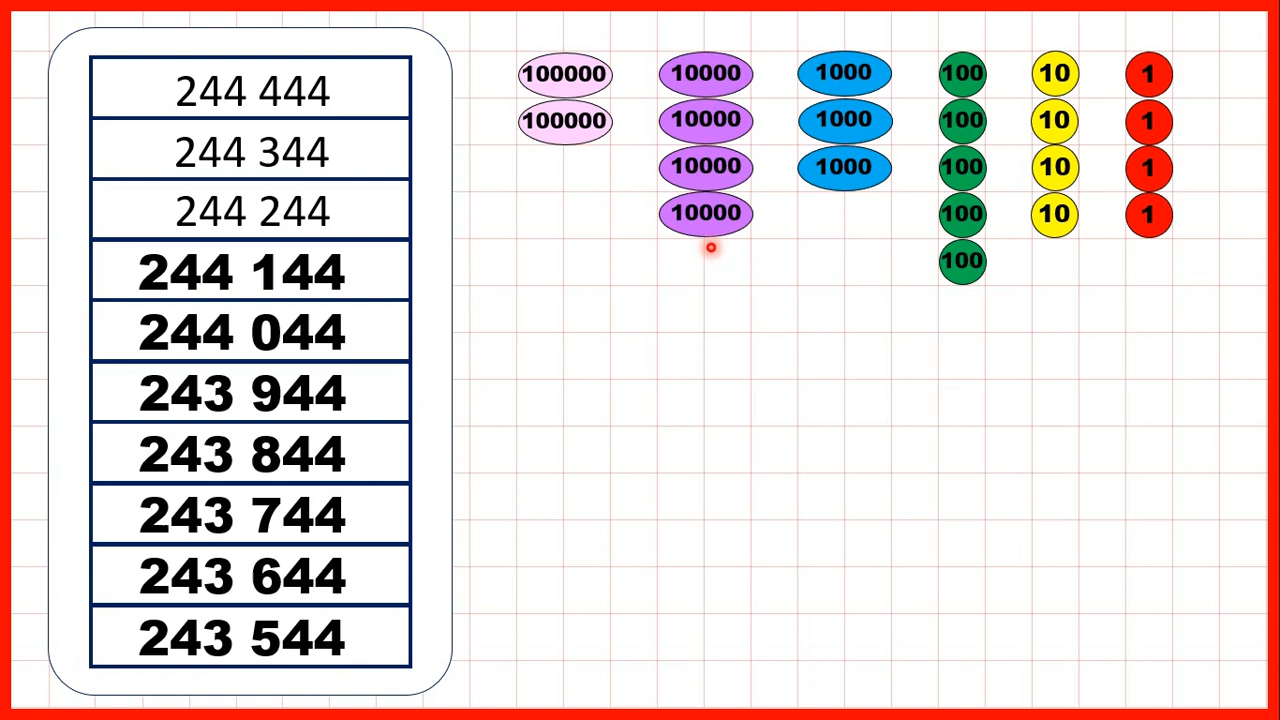 244 444
244 344
244 244
244 144
244 044
243 944
243 844
243 744
243 644
243 544
100000 10000 1000 100 10 1
100000 10000 1000 100 10 1
10000 1000 100 10 1
10000 100 10 1
100